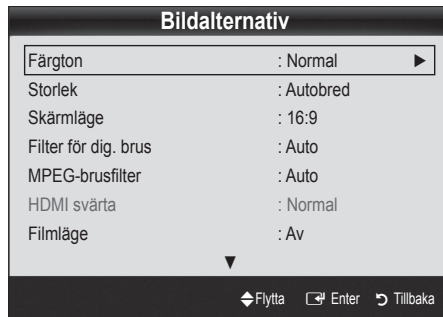 Bildalternativ
Färgton : Normal ►
Storlek : Autobred
Skärmläge : 16:9
Filter för dig. brus : Auto
MPEG-brusfilter : Auto
HDMI svärta : Normal
Filmläge : Av
▼
Flytta Enter Tillbaka